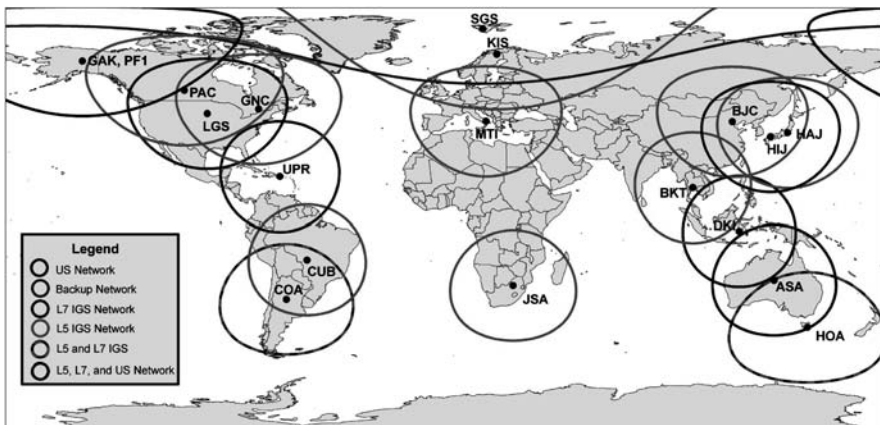 SGS
KIS
GAK, PF1
PAC
GNC
LGS
MTI
BJC
HAJ
HIJ
UPR
BKT
DKI
CUB
COA
JSA
ASA
HOA
Legend
US Network
Backup Network
L7 IGS Network
L5 IGS Network
L5 and L7 IGS
L5, L7, and US Network